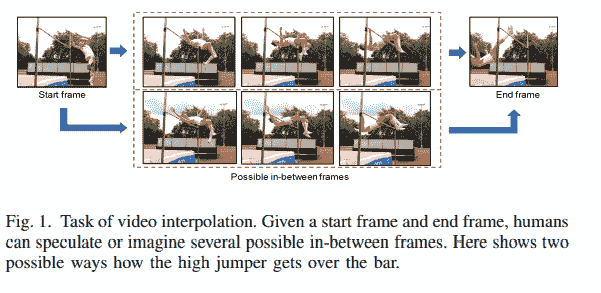 Start frame
End frame
Possible in-between frames
Fig. 1. Task of video interpolation. Given a start frame and end frame, humans
can speculate or imagine several possible in-between frames. Here shows two
possible ways how the high jumper gets over the bar.